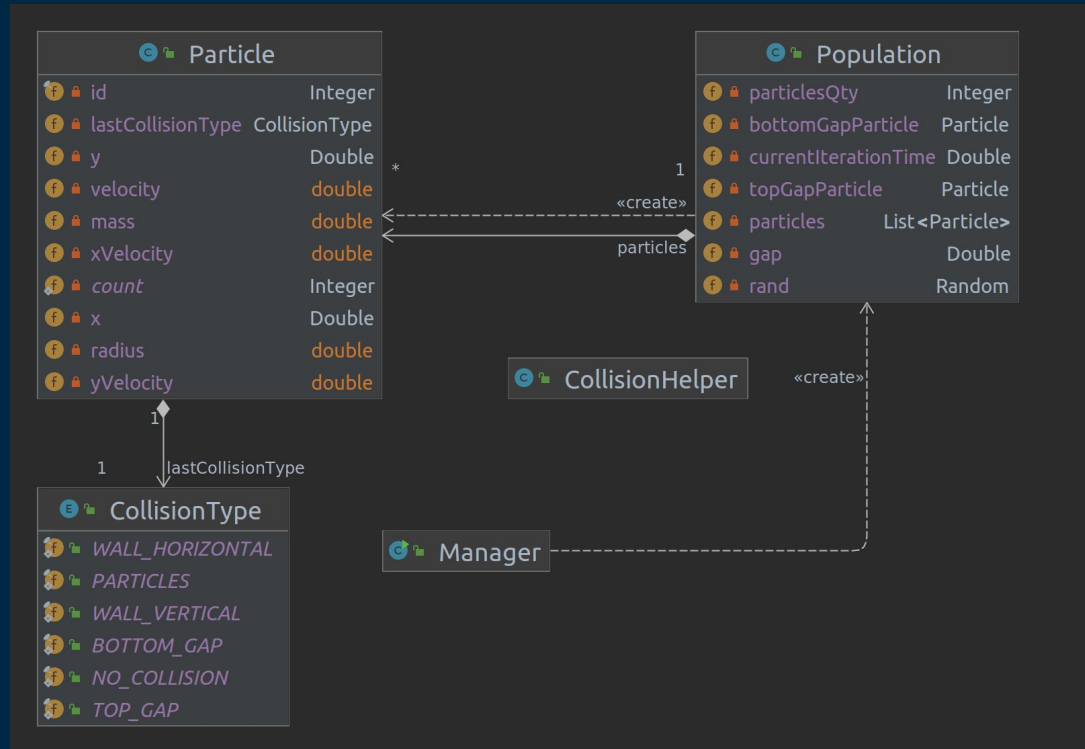 Particle
id Integer
lastCollisionType CollisionType
y Double
velocity double
mass double
xVelocity double
count Integer
x Double
radius double
yVelocity double
Population
particlesQty Integer
bottomGapParticle Particle
currentIterationTime Double
topGapParticle Particle
particles List<Particle>
gap Double
rand Random
*
1
«create»
particles
CollisionHelper
«create»
1
1
lastCollisionType
CollisionType
WALL_HORIZONTAL
PARTICLES
WALL_VERTICAL
BOTTOM_GAP
NO_COLLISION
TOP_GAP
Manager